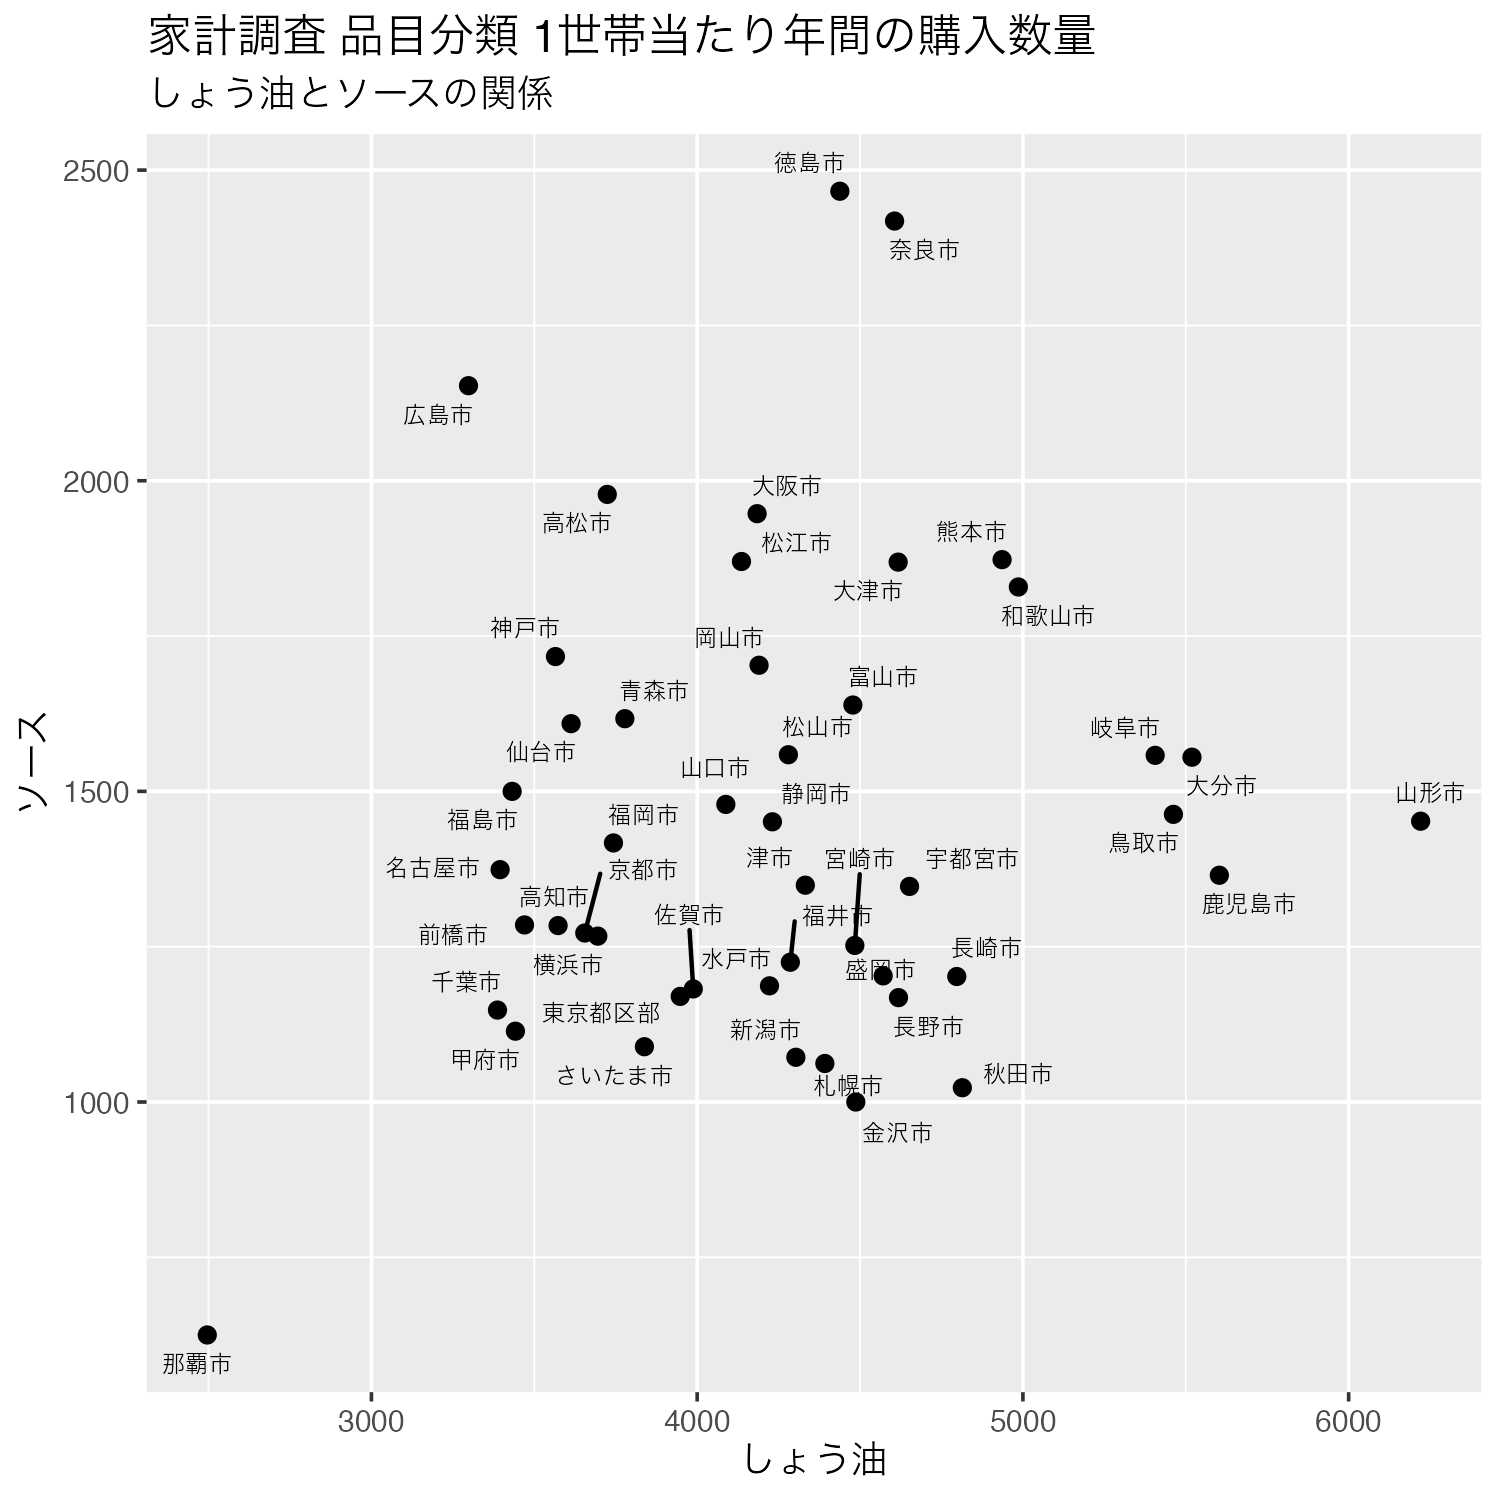 家計調査 品目分類 1世帯当たり年間の購入数量
しょう油とソースの関係
ソース
2500
2000
1500
1000
徳島市
奈良市
広島市
大阪市
高松市
熊本市
松江市
大津市
和歌山市
神戸市
岡山市
富山市
青森市
松山市
岐阜市
仙台市
山口市
大分市
静岡市
山形市
福島市
福岡市
鳥取市
津市
宮崎市
宇都宮市
名古屋市
京都市
高知市
鹿児島市
佐賀市
福井市
前橋市
長崎市
水戸市
横浜市
盛岡市
千葉市
東京都区部
新潟市
長野市
甲府市
さいたま市
秋田市
札幌市
金沢市
那覇市
3000
4000
5000
6000
しょう油